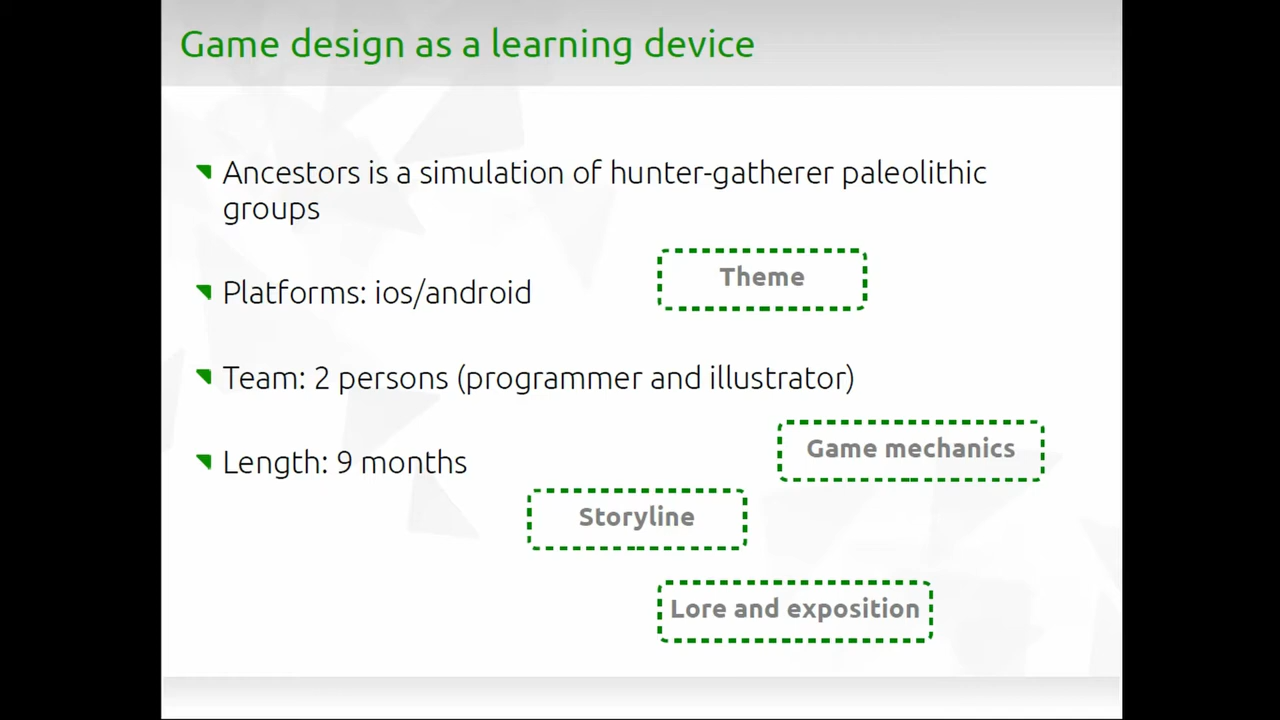 Game design as a learning device
Ancestors is a simulation of hunter-gatherer paleolithic
groups
Theme
Platforms: ios/android
Team: 2 persons (programmer and illustrator)
Game mechanics
Length: 9 months
Storyline
Lore and exposition